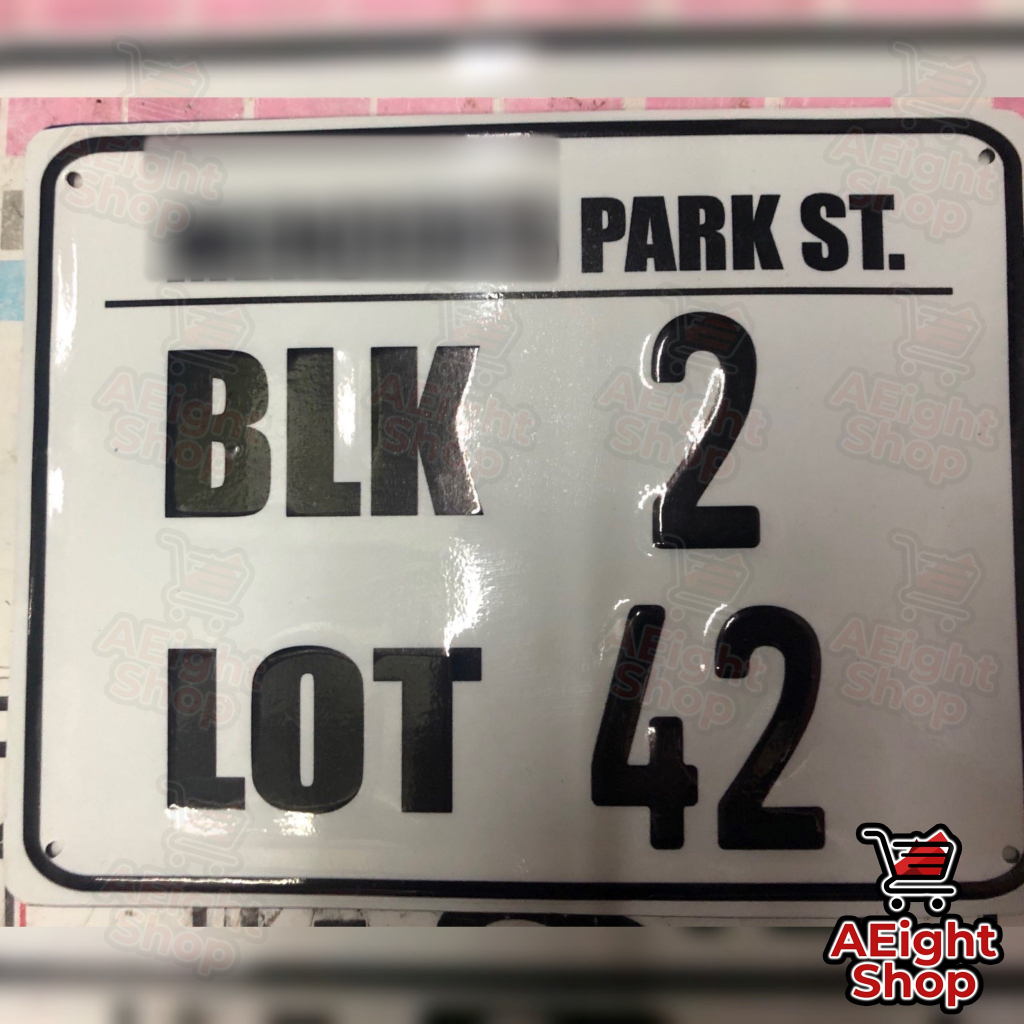 PARK ST.
BLK 2
LOT 42
AEight
Shop